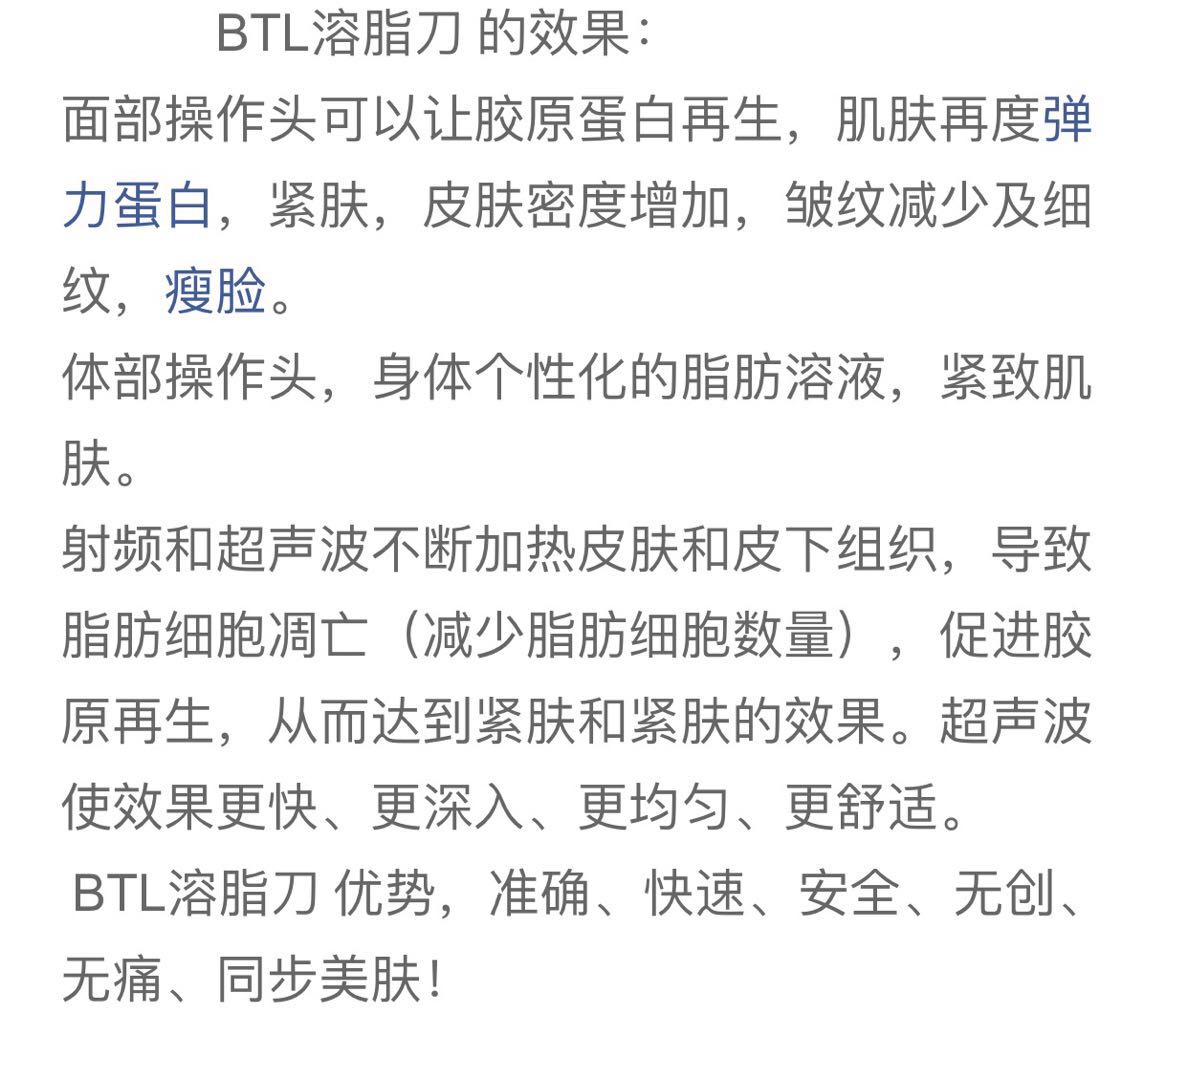 BTL溶脂刀 的效果：
面部操作头可以让胶原蛋白再生，肌肤再度弹
力蛋白，紧肤，皮肤密度增加，皱纹减少及细
纹，瘦脸。
体部操作头，身体个性化的脂肪溶液，紧致肌
肤。
射频和超声波不断加热皮肤和皮下组织，导致
脂肪细胞凋亡（减少脂肪细胞数量），促进胶
原再生，从而达到紧肤和紧肤的效果。超声波
使效果更快、更深入、更均匀、更舒适。
BTL溶脂刀 优势，准确、快速、安全、无创、
无痛、同步美肤！